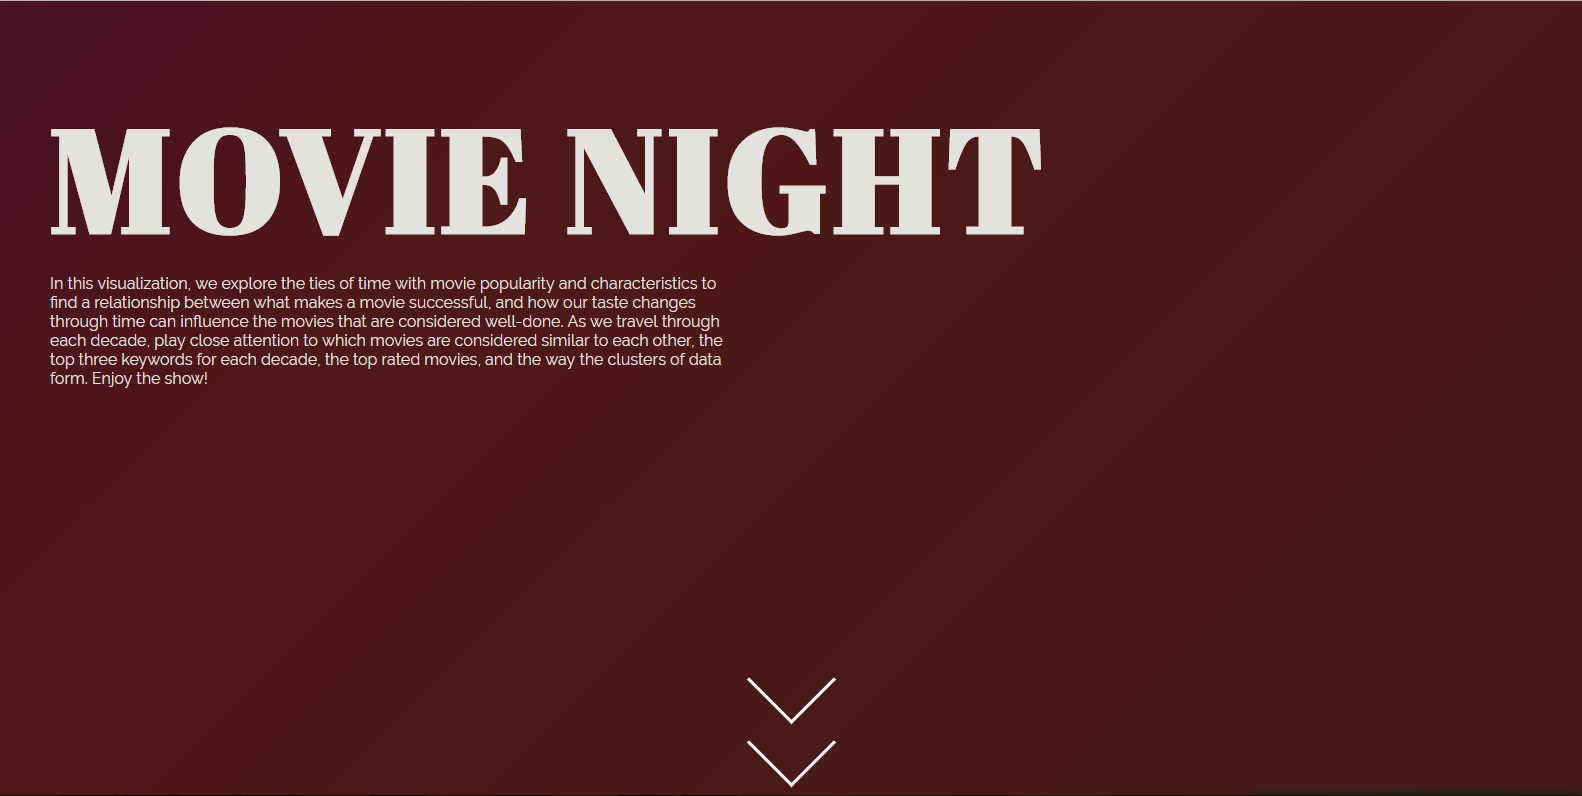 MOVIE NIGHT
In this visualization, we explore the ties of time with movie popularity and characteristics to
find a relationship between what makes a movie successful, and how our taste changes
through time can influence the movies that are considered well-done. As we travel through
each decade, play close attention to which movies are considered similar to each other, the
top three keywords for each decade, the top rated movies, and the way the clusters of data
form. Enjoy the show!